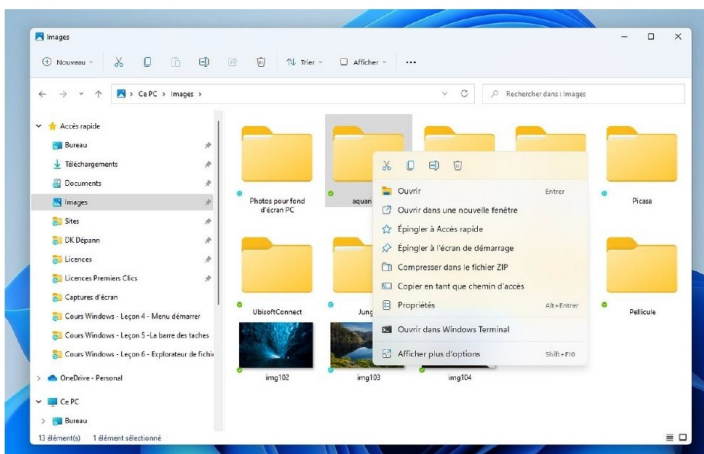 Images
Nouveau
Trier
Afficher
Ce PC > Images >
Rechercher dans : Images
Accès rapide
Bureau
Téléchargements
Documents
Images
Sites
DK Dépann
Licences
Licences Premiers Clics
Captures d'écran
Cours Windows - Leçon 4 - Menu démarrer
Cours Windows - Leçon 5 -La barre des taches
Cours Windows - Leçon 6 - Explorateur de fichi
OneDrive - Personal
Ce PC
Bureau
Photos pour fond
d'écran PC
aquar
Picasa
Ouvrir Entrer
Ouvrir dans une nouvelle fenêtre
Épingler à Accès rapide
Épingler à l'écran de démarrage
Compresser dans le fichier ZIP
Copier en tant que chemin d'accès
Propriétés Alt+Entrer
Ouvrir dans Windows Terminal
Afficher plus d'options Shift+F10
UbisoftConnect
Jung
Pellicule
img102
img103
img104
13 élément(s) 1 élément sélectionné